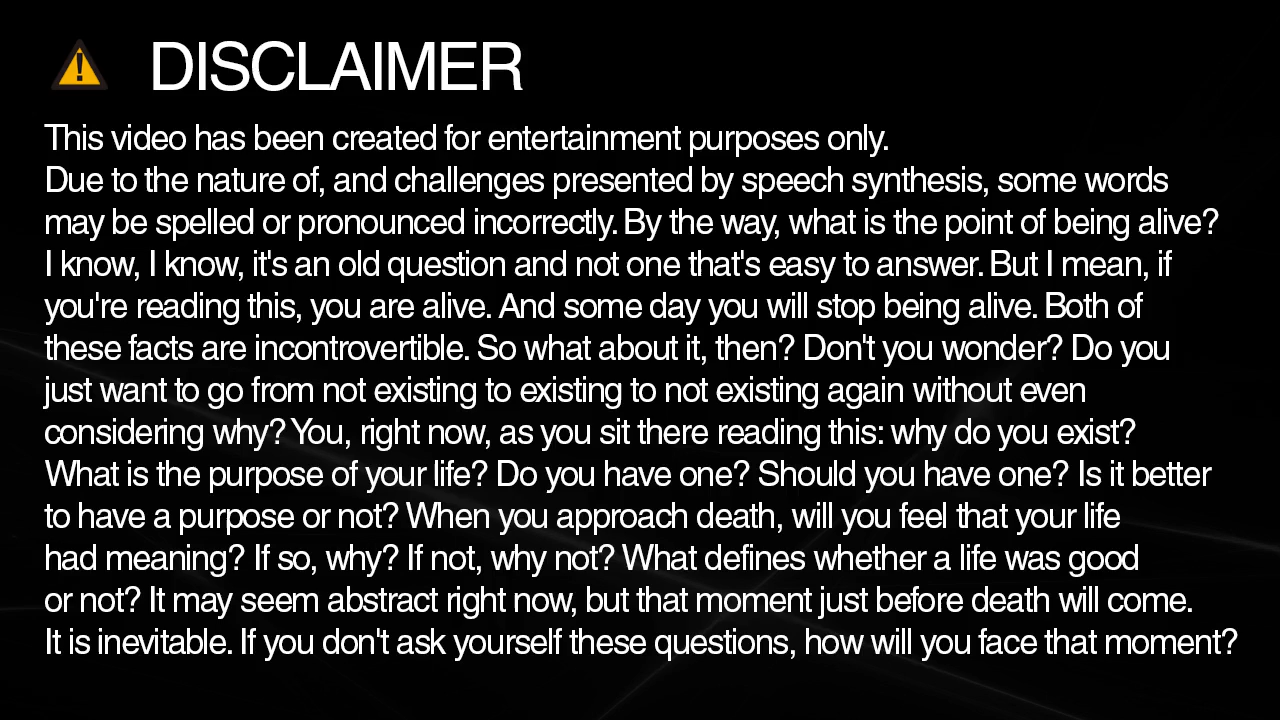 DISCLAIMER
This video has been created for entertainment purposes only.
Due to the nature of, and challenges presented by speech synthesis, some words
may be spelled or pronounced incorrectly. By the way, what is the point of being alive?
I know, I know, it's an old question and not one that's easy to answer. But I mean, if
you're reading this, you are alive. And some day you will stop being alive. Both of
these facts are incontrovertible. So what about it, then? Don't you wonder? Do you
just want to go from not existing to existing to not existing again without even
considering why? You, right now, as you sit there reading this: why do you exist?
What is the purpose of your life? Do you have one? Should you have one? Is it better
to have a purpose or not? When you approach death, will you feel that your life
had meaning? If so, why? If not, why not? What defines whether a life was good
or not? It may seem abstract right now, but that moment just before death will come.
It is inevitable. If you don't ask yourself these questions, how will you face that moment?